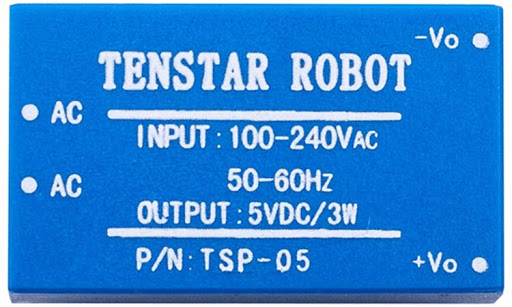 -Vo
TENSTAR ROBOT
AC
INPUT: 100-240VAC
AC
50-60Hz
OUTPUT: 5VDC/3W
P/N: TSP-05
+Vo